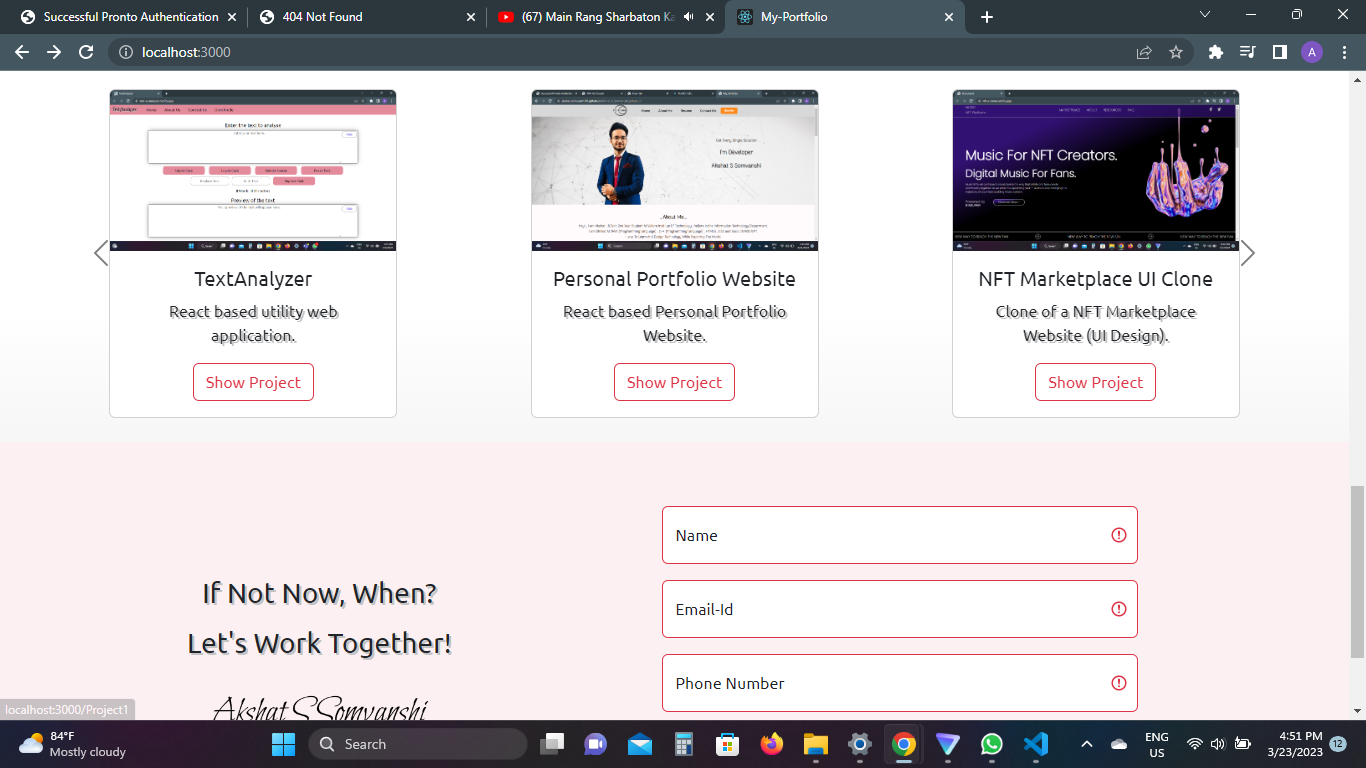 Successful Pronto Authentication
404 Not Found
(67) Main Rang Sharbaton Ka
My-Portfolio
localhost:3000
A
Enter the text to analyse
Preview of the text
I'm Developer
Akshat S Somvanshi
...About Me...
Music For NFT Creators.
Digital Music For Fans.
TextAnalyzer
React based utility web
application.
Show Project
Personal Portfolio Website
React based Personal Portfolio
Website.
Show Project
NFT Marketplace UI Clone
Clone of a NFT Marketplace
Website (UI Design).
Show Project
If Not Now, When?
Let's Work Together!
Akshat S Somvanshi
Name
Email-Id
Phone Number
localhost:3000/Project1
84°F
Mostly cloudy
Search
ENG
US
4:51 PM
3/23/2023
12